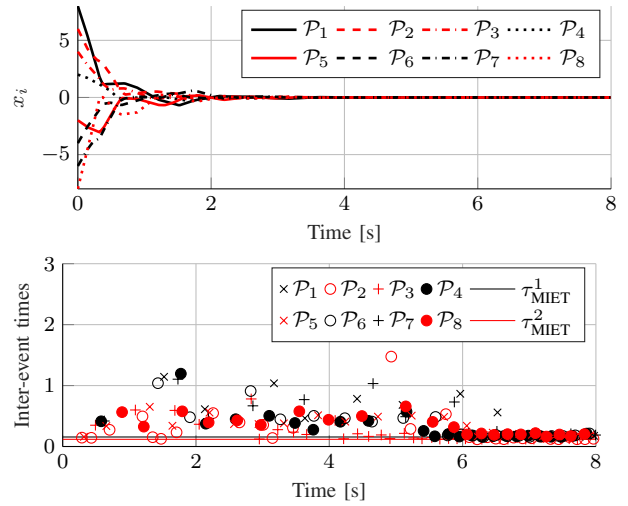 5
0
−5
x_i
P1 P2 P3 P4
P5 P6 P7 P8
0 2 4 6 8
Time [s]
3
2
1
0
Inter-event times
P1 P2 P3 P4 τ¹_MIET
P5 P6 P7 P8 τ²_MIET
0 2 4 6 8
Time [s]